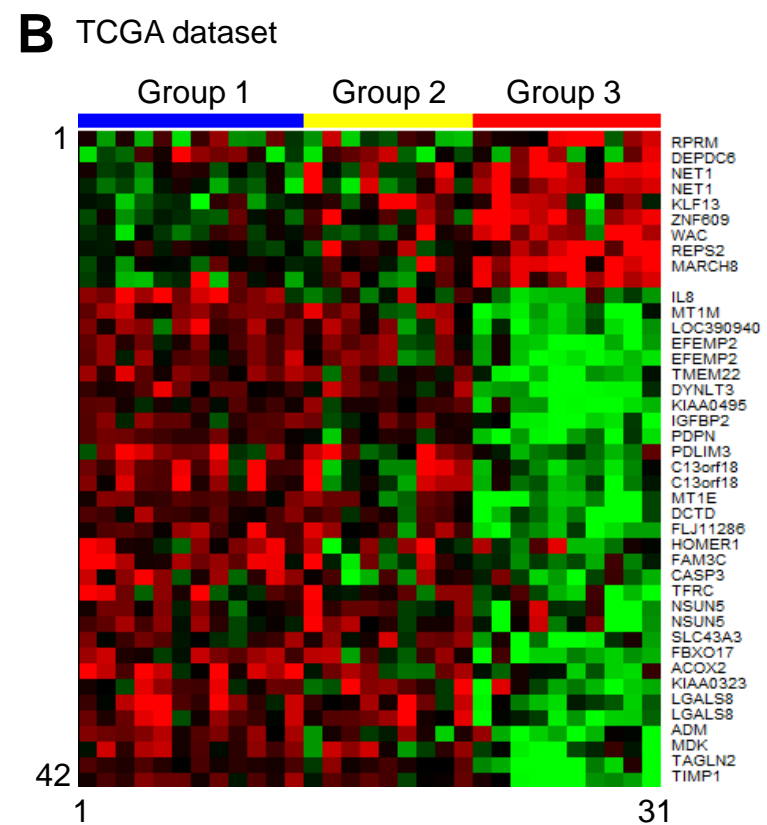 B TCGA dataset
Group 1 Group 2 Group 3
1
RPRM
DEPDC6
NET1
NET1
KLF13
ZNF609
WAC
REPS2
MARCH8
IL8
MT1M
LOC390940
EFEMP2
EFEMP2
TMEM22
DYNLT3
KIAA0495
IGFBP2
PDPN
PDLIM3
C13orf18
C13orf18
MT1E
DCTD
FLJ11286
HOMER1
FAM3C
CASP3
TFRC
NSUN5
NSUN5
SLC43A3
FBXO17
ACOX2
KIAA0323
LGALS8
LGALS8
ADM
MDK
TAGLN2
TIMP1
42
1 31